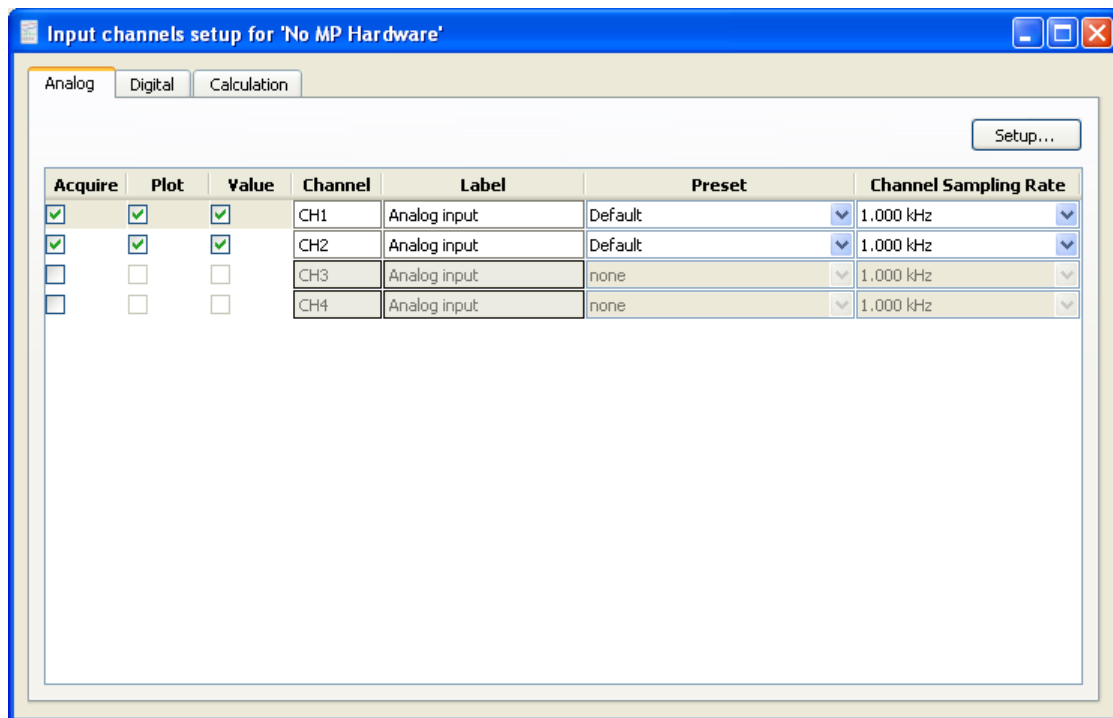 Input channels setup for 'No MP Hardware'
Analog Digital Calculation
Setup...
Acquire Plot Value Channel Label Preset Channel Sampling Rate
CH1 Analog input Default 1.000 kHz
CH2 Analog input Default 1.000 kHz
CH3 Analog input none 1.000 kHz
CH4 Analog input none 1.000 kHz